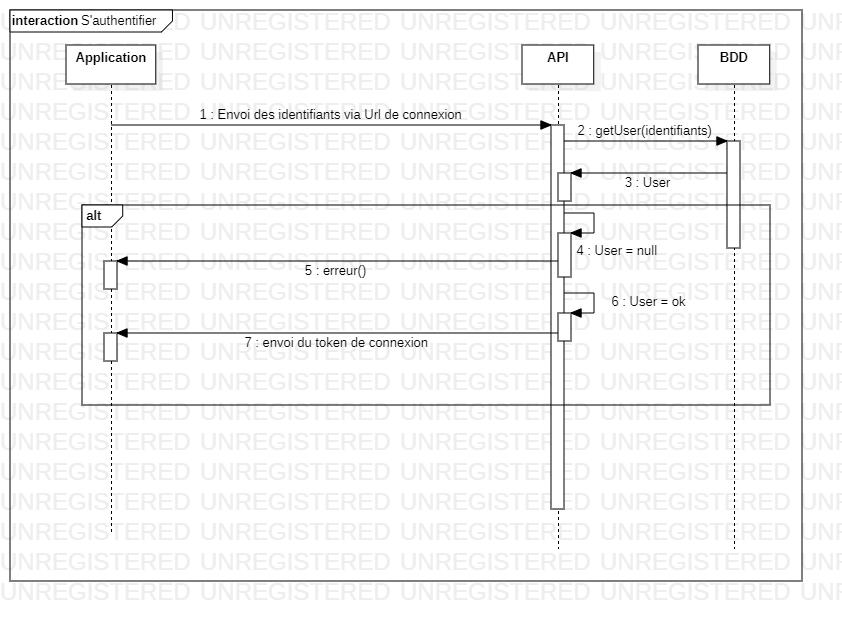 interaction S'authentifier
Application
API
BDD
1 : Envoi des identifiants via Url de connexion
2 : getUser(identifiants)
3 : User
alt
4 : User = null
5 : erreur()
6 : User = ok
7 : envoi du token de connexion
UNREGISTERED UNREGISTERED UNREGISTERED UNREGISTERED